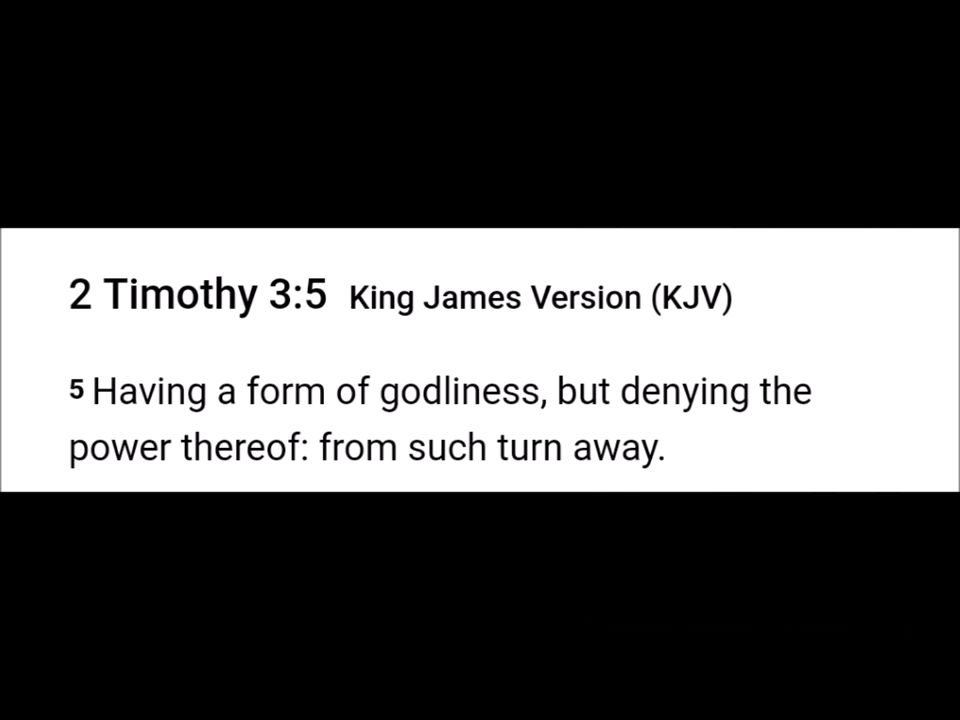 2 Timothy 3:5 King James Version (KJV)
5 Having a form of godliness, but denying the
power thereof: from such turn away.